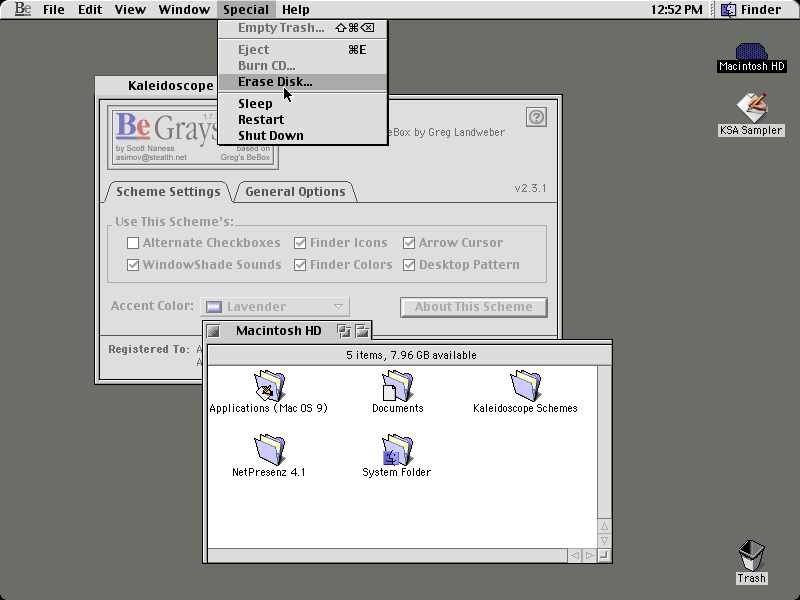 Be File Edit View Window Special Help 12:52 PM Finder
Empty Trash... ⇧⌘⌫
Eject ⌘E
Burn CD...
Erase Disk...
Sleep
Restart
Shut Down
Macintosh HD
KSA Sampler
Kaleidoscope
Be Grays
by Scott Naness
asimov@stealth.net
based on
Greg's BeBox
BeBox by Greg Landweber
?
Scheme Settings General Options v2.3.1
Use This Scheme's:
Alternate Checkboxes Finder Icons Arrow Cursor
WindowShade Sounds Finder Colors Desktop Pattern
Accent Color: Lavender About This Scheme
Registered To:
Macintosh HD
5 items, 7.96 GB available
Applications (Mac OS 9) Documents Kaleidoscope Schemes
NetPresenz 4.1 System Folder
Trash